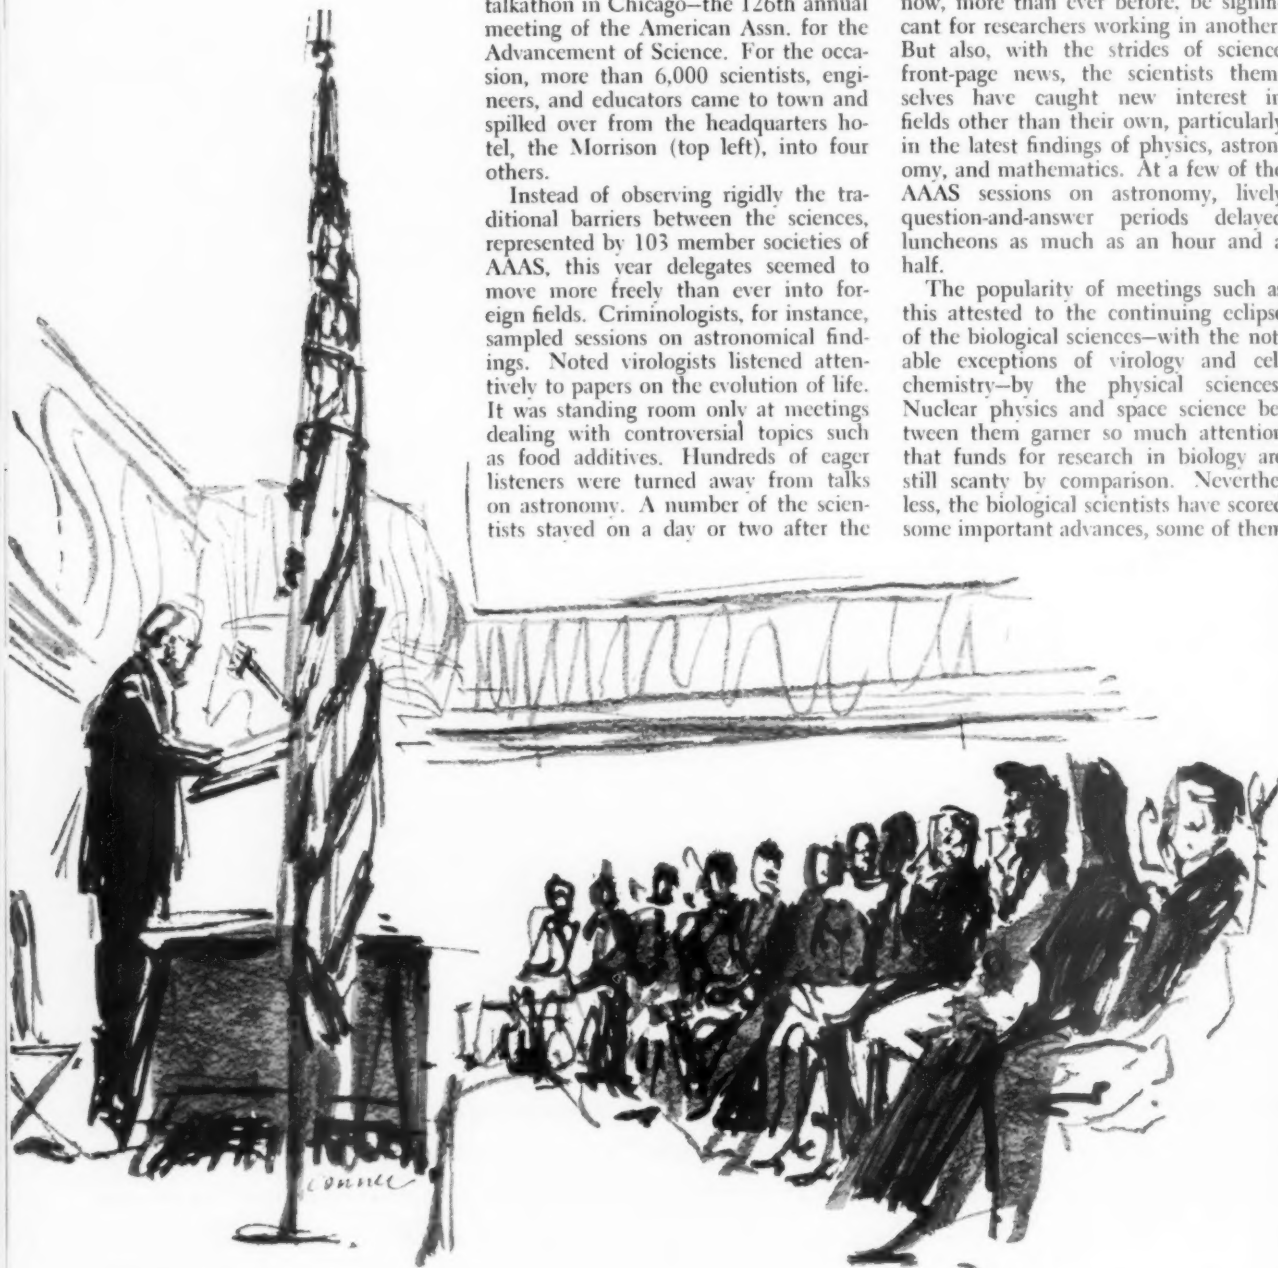 talkathon in Chicago—the 126th annual
meeting of the American Assn. for the
Advancement of Science. For the occa-
sion, more than 6,000 scientists, engi-
neers, and educators came to town and
spilled over from the headquarters ho-
tel, the Morrison (top left), into four
others.
Instead of observing rigidly the tra-
ditional barriers between the sciences,
represented by 103 member societies of
AAAS, this year delegates seemed to
move more freely than ever into for-
eign fields. Criminologists, for instance,
sampled sessions on astronomical find-
ings. Noted virologists listened atten-
tively to papers on the evolution of life.
It was standing room only at meetings
dealing with controversial topics such
as food additives. Hundreds of eager
listeners were turned away from talks
on astronomy. A number of the scien-
tists stayed on a day or two after the
now, more than ever before, be signifi
cant for researchers working in another
But also, with the strides of science
front-page news, the scientists them
selves have caught new interest in
fields other than their own, particularly
in the latest findings of physics, astron
omy, and mathematics. At a few of the
AAAS sessions on astronomy, lively
question-and-answer periods delayed
luncheons as much as an hour and a
half.
The popularity of meetings such as
this attested to the continuing eclipse
of the biological sciences—with the not
able exceptions of virology and cell
chemistry—by the physical sciences
Nuclear physics and space science be
tween them garner so much attention
that funds for research in biology are
still scanty by comparison. Neverthe
less, the biological scientists have scored
some important advances, some of them